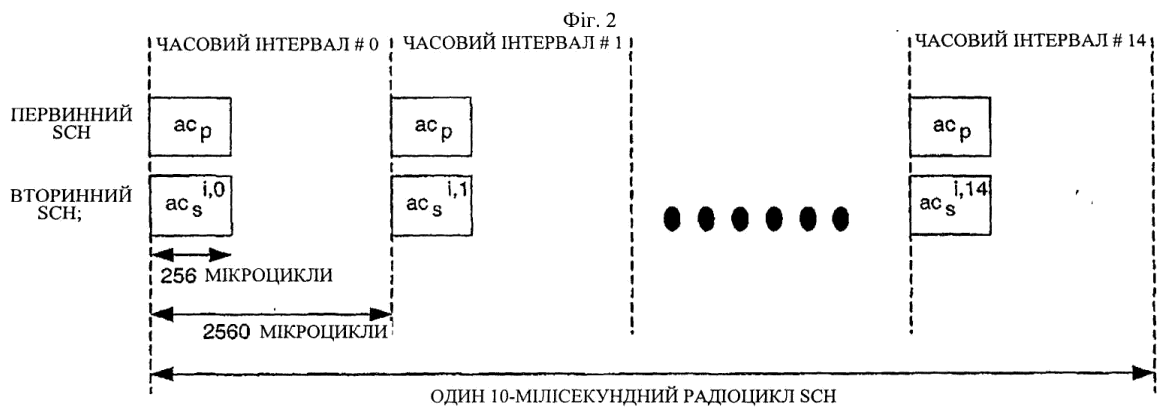 Фіг. 2
ЧАСОВИЙ ІНТЕРВАЛ # 0
ЧАСОВИЙ ІНТЕРВАЛ # 1
ЧАСОВИЙ ІНТЕРВАЛ # 14
ПЕРВИННИЙ
SCH
ac p
ac p
ac p
ВТОРИННИЙ
SCH;
ac s i,0
ac s i,1
ac s i,14
256 МІКРОЦИКЛИ
2560 МІКРОЦИКЛИ
ОДИН 10-МІЛІСЕКУНДНИЙ РАДІОЦИКЛ SCH